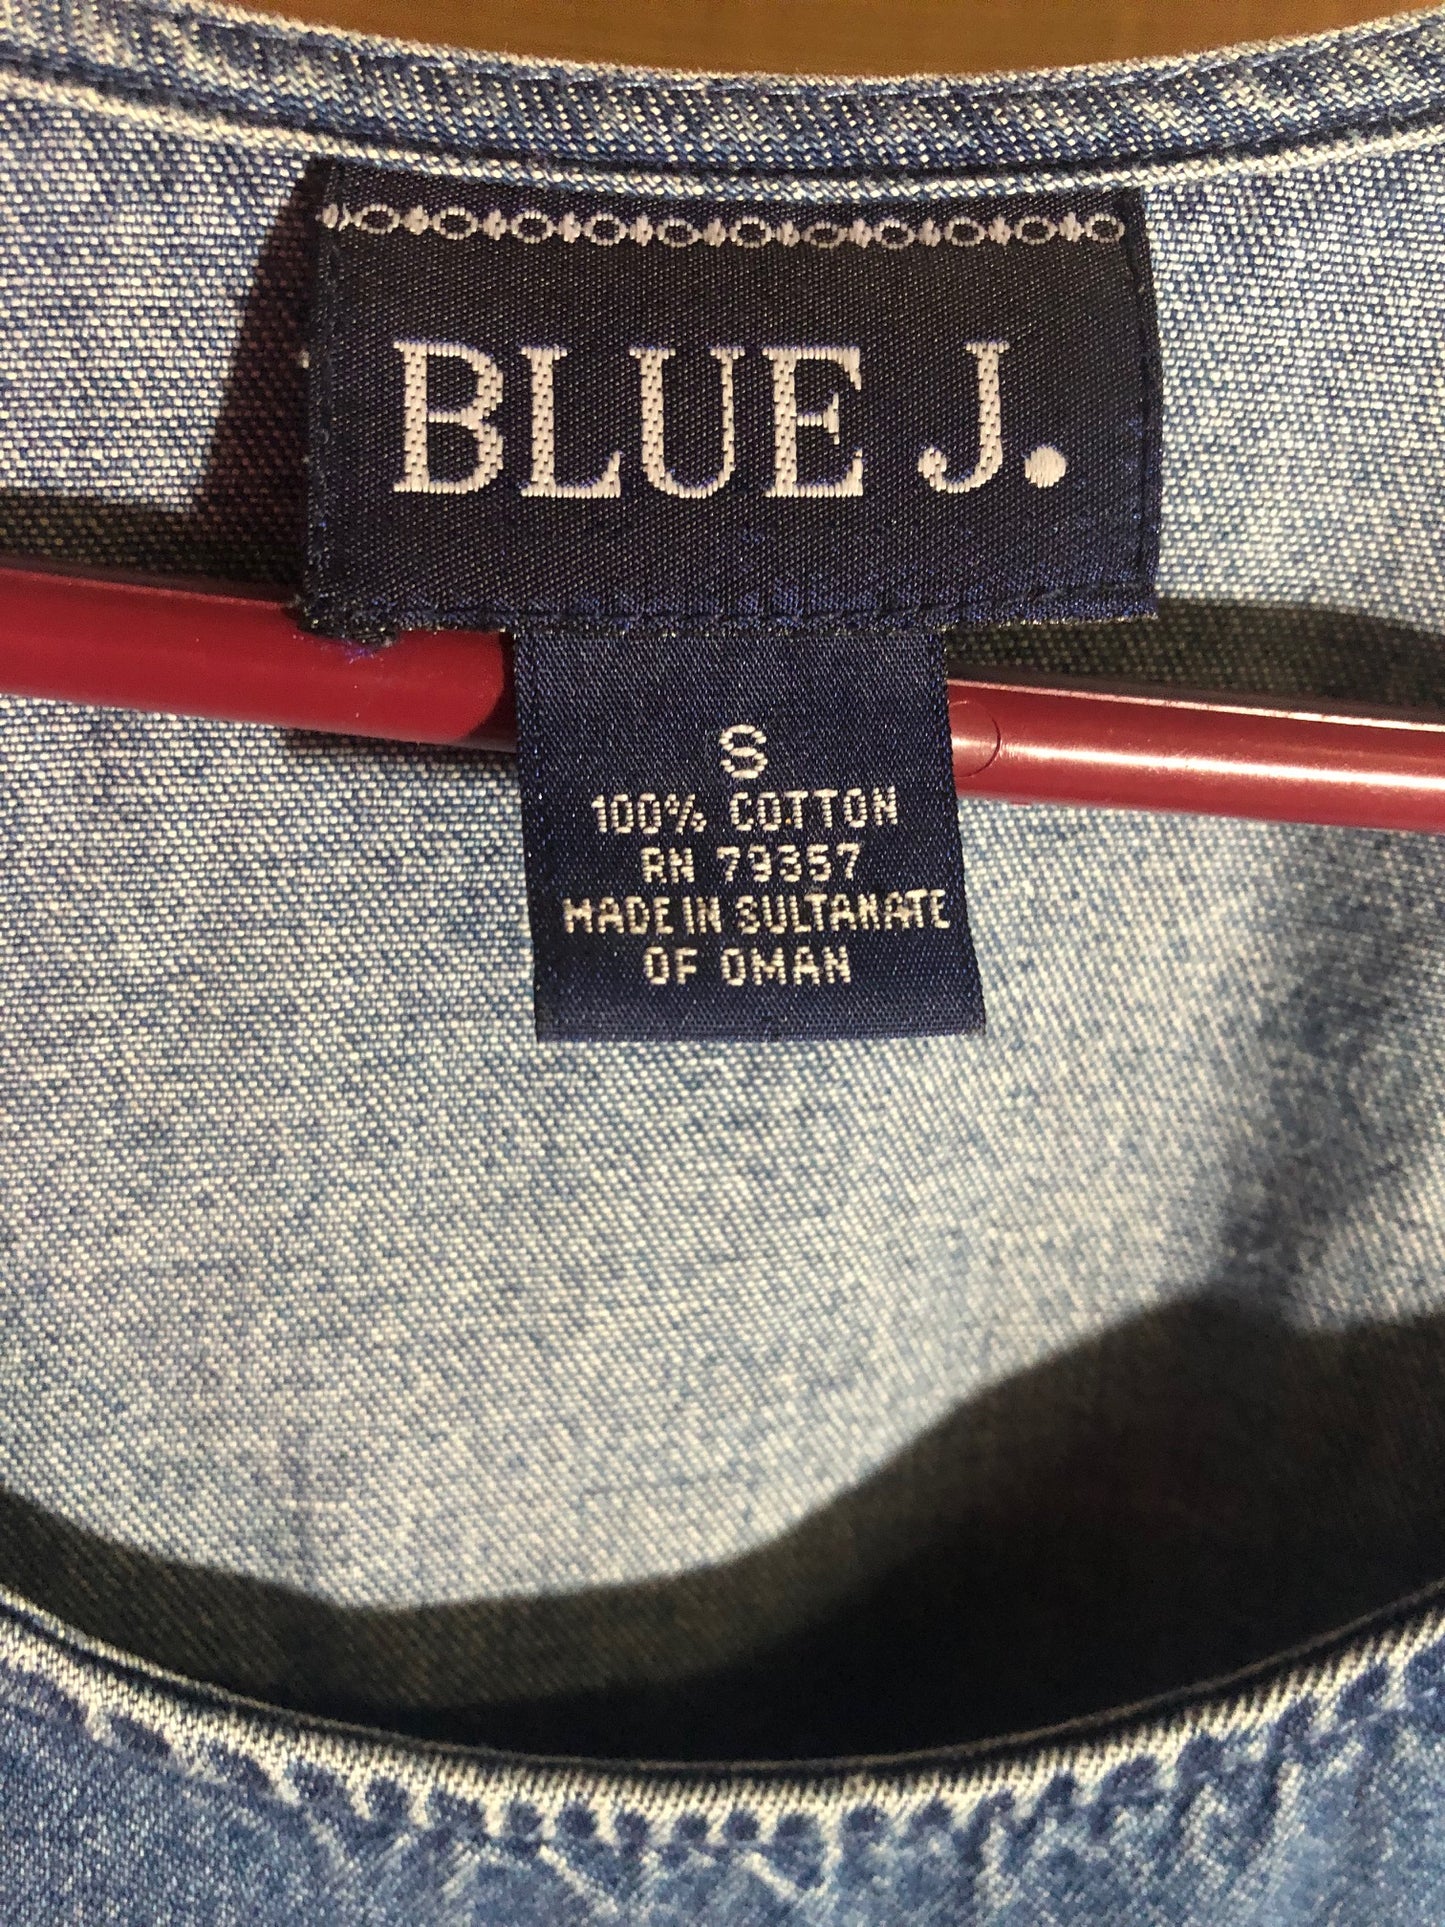 BLUE J.
S
100% COTTON
RN 79357
MADE IN SULTANATE
OF OMAN